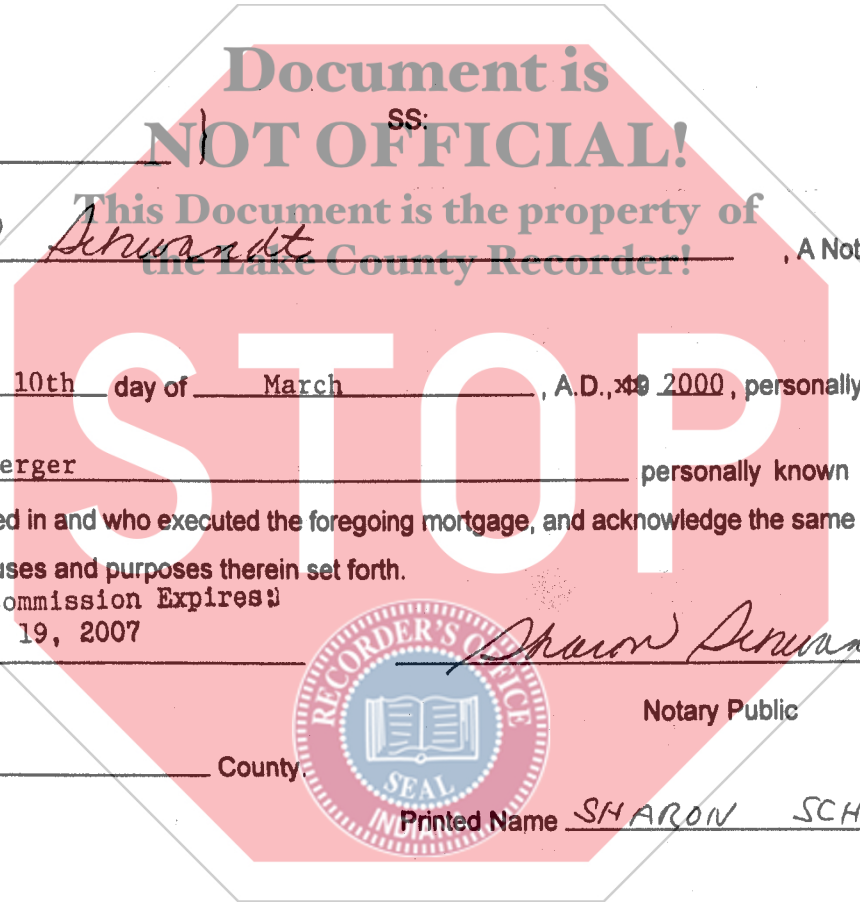 Document is
SS:
NOT OFFICIAL!
This Document is the property of
Schwandt , A Not
the Lake County Recorder!
10th day of March , A.D., 19 2000 , personally
STOP
erger personally known
ed in and who executed the foregoing mortgage, and acknowledge the same
uses and purposes therein set forth.
ommission Expires:
19, 2007
RECORDER'S OFFICE
Sharon Schwan
Notary Public
County.
SEAL
INDIANA
Printed Name SHARON SCH